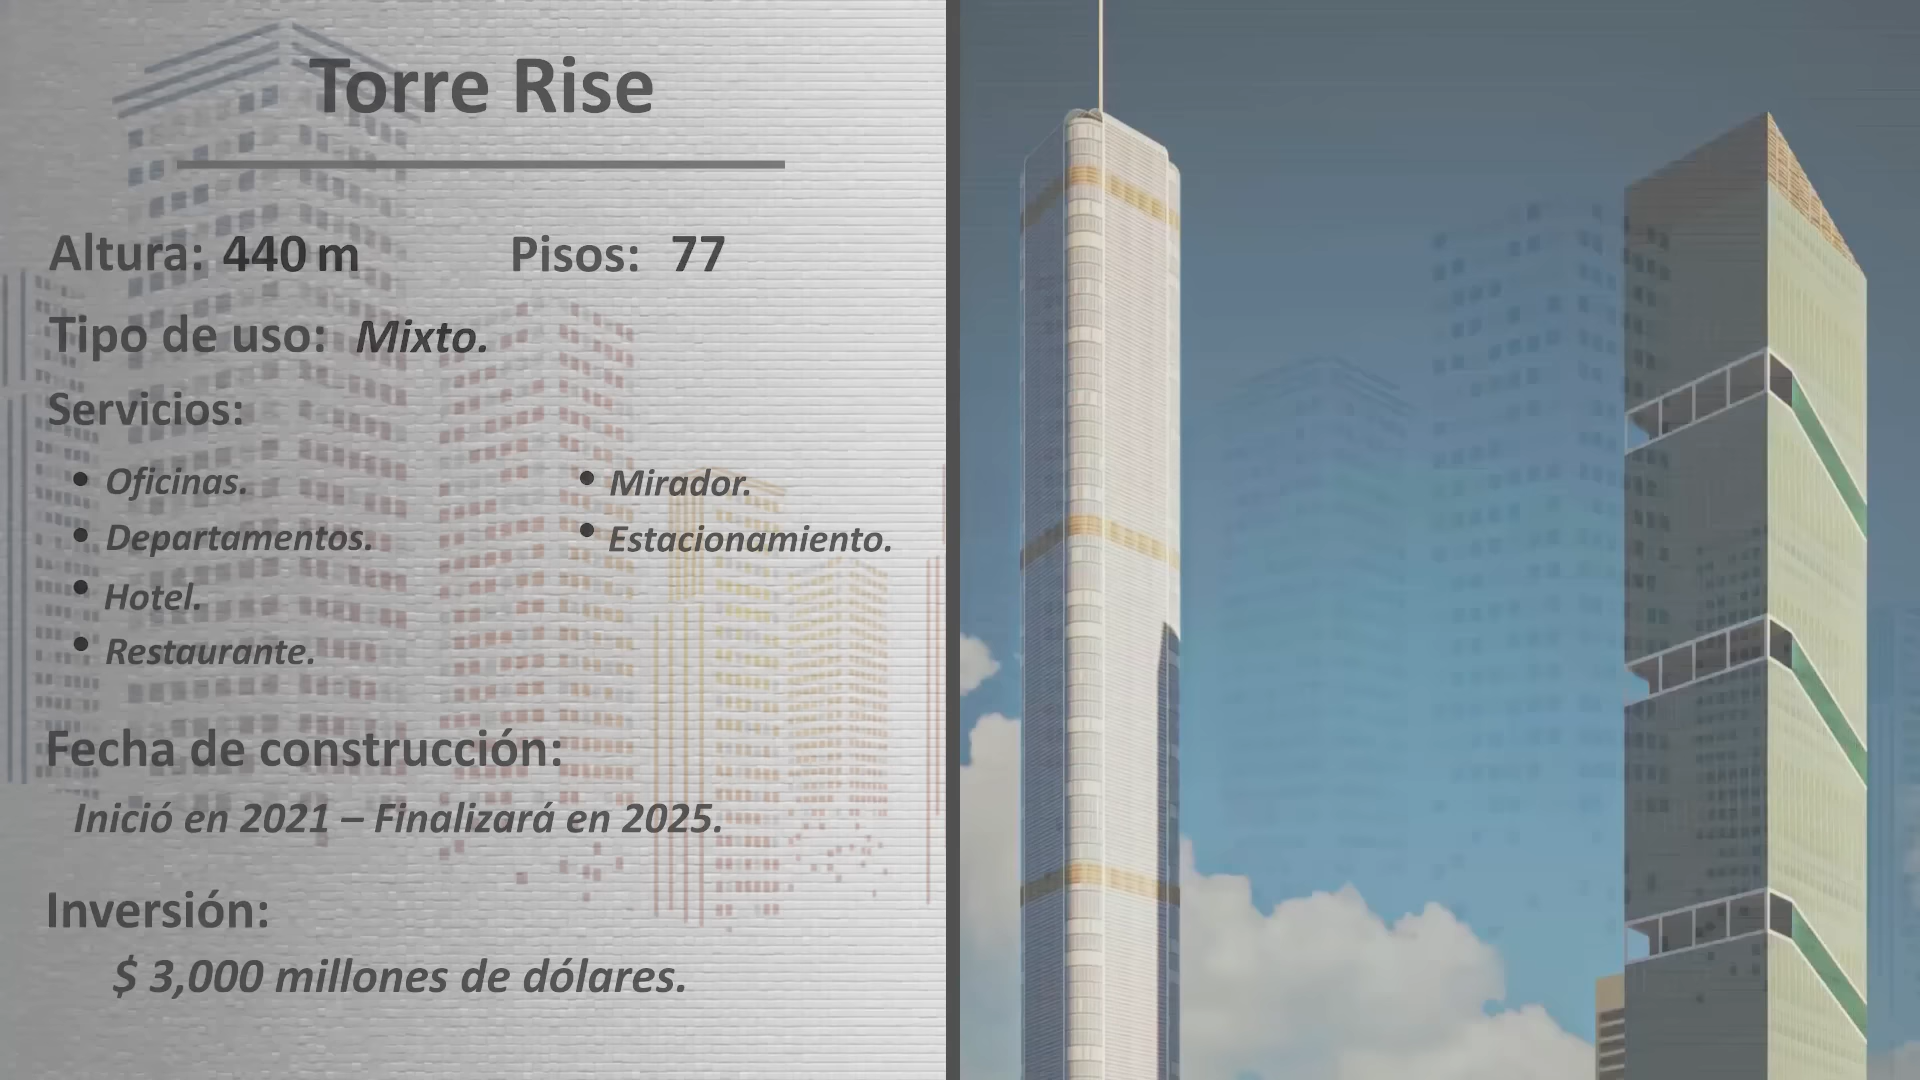 Torre Rise
Altura: 440 m
Pisos: 77
Tipo de uso: Mixto.
Servicios:
• Oficinas.
• Departamentos.
• Hotel.
• Restaurante.
• Mirador.
• Estacionamiento.
Fecha de construcción:
Inició en 2021 – Finalizará en 2025.
Inversión:
$ 3,000 millones de dólares.